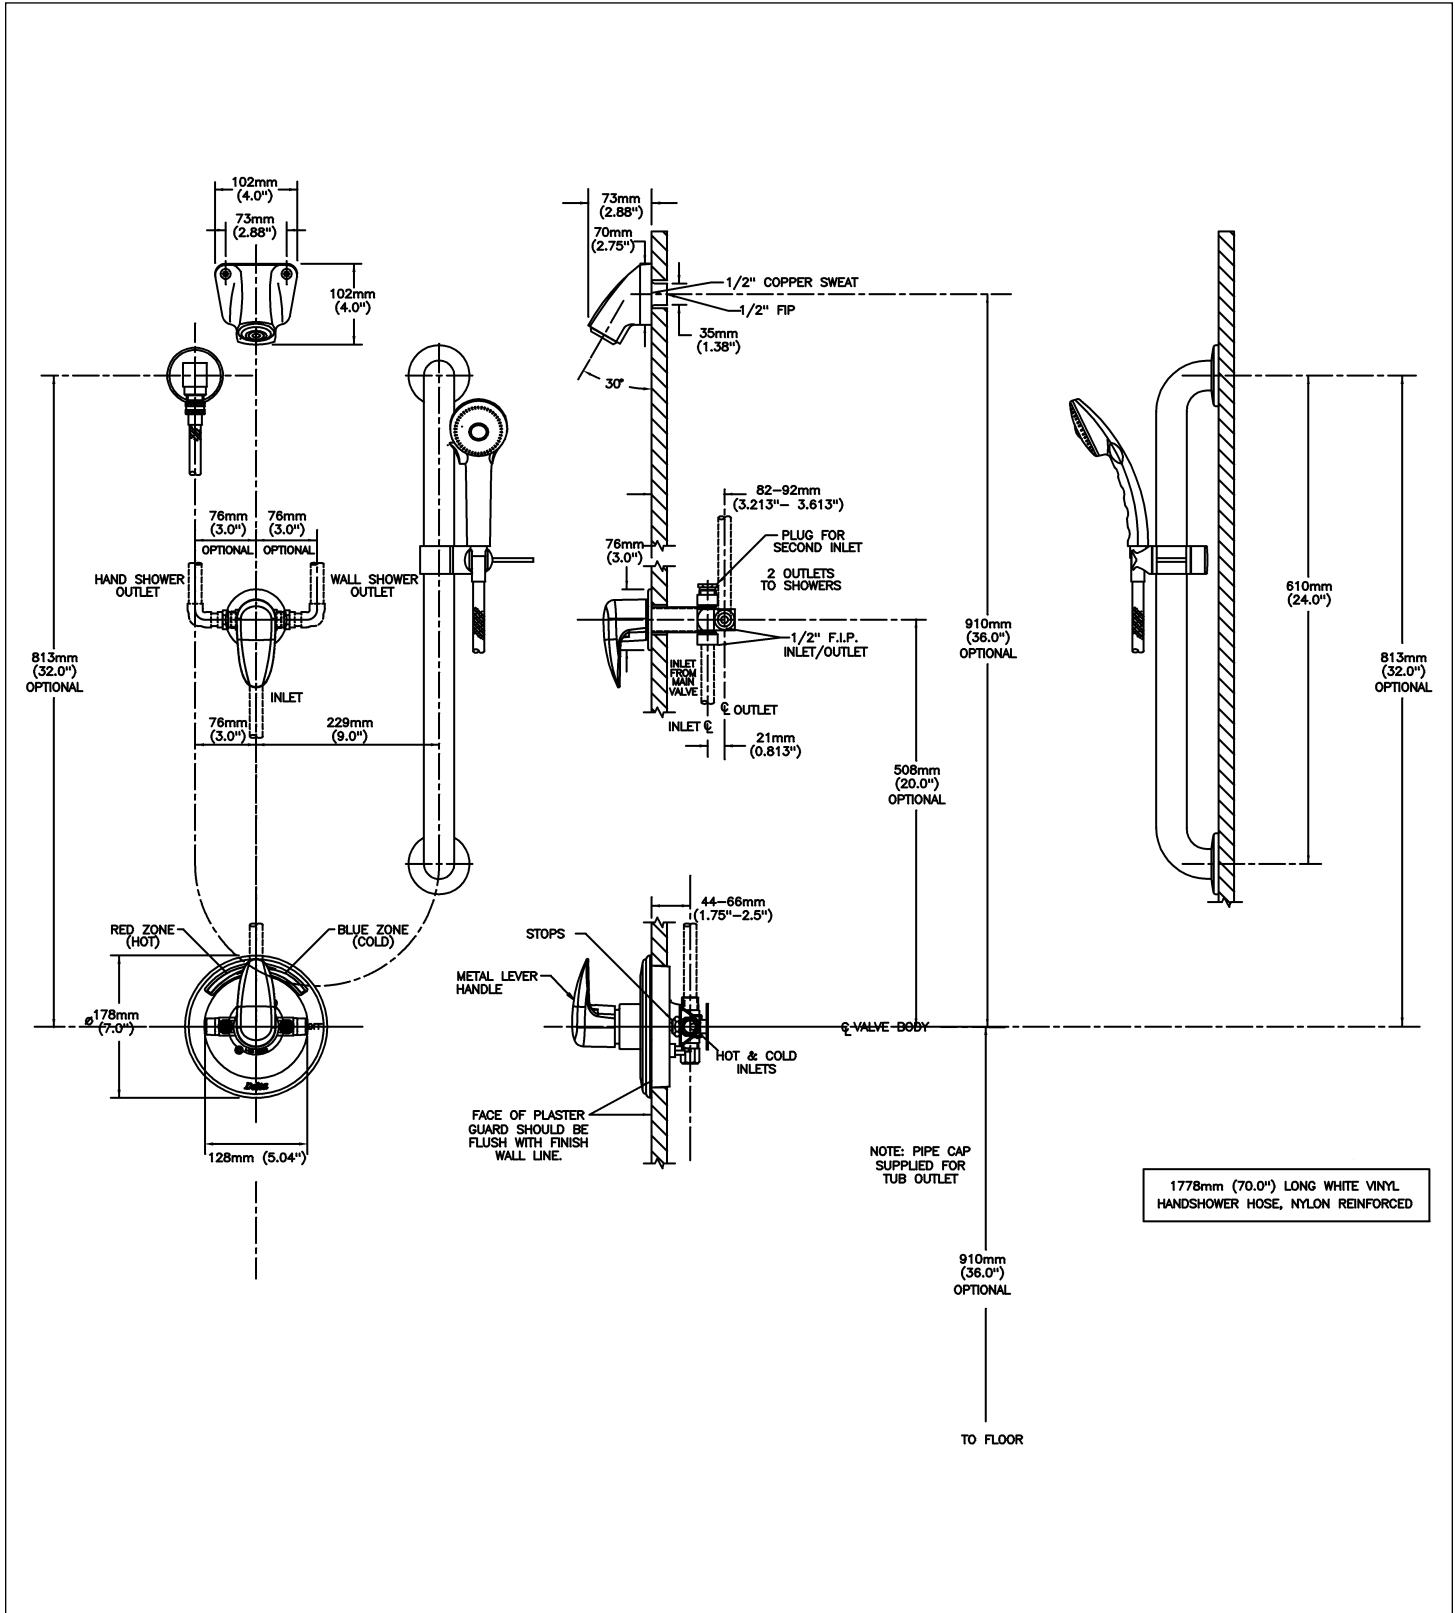 102mm
(4.0")
73mm
(2.88")
102mm
(4.0")
76mm
(3.0")
OPTIONAL
76mm
(3.0")
OPTIONAL
HAND SHOWER
OUTLET
WALL SHOWER
OUTLET
813mm
(32.0")
OPTIONAL
INLET
76mm
(3.0")
229mm
(9.0")
RED ZONE
(HOT)
BLUE ZONE
(COLD)
ø178mm
(7.0")
OFF
Delta
128mm (5.04")
73mm
(2.88")
70mm
(2.75")
1/2" COPPER SWEAT
1/2" FIP
35mm
(1.38")
30°
82-92mm
(3.213"- 3.613")
PLUG FOR
SECOND INLET
76mm
(3.0")
2 OUTLETS
TO SHOWERS
1/2" F.I.P.
INLET/OUTLET
INLET
FROM
MAIN
VALVE
℄ OUTLET
INLET ℄
21mm
(0.813")
910mm
(36.0")
OPTIONAL
508mm
(20.0")
OPTIONAL
44-66mm
(1.75"-2.5")
STOPS
METAL LEVER
HANDLE
℄ VALVE BODY
HOT & COLD
INLETS
FACE OF PLASTER
GUARD SHOULD BE
FLUSH WITH FINISH
WALL LINE.
NOTE: PIPE CAP
SUPPLIED FOR
TUB OUTLET
910mm
(36.0")
OPTIONAL
TO FLOOR
610mm
(24.0")
813mm
(32.0")
OPTIONAL
1778mm (70.0") LONG WHITE VINYL
HANDSHOWER HOSE, NYLON REINFORCED